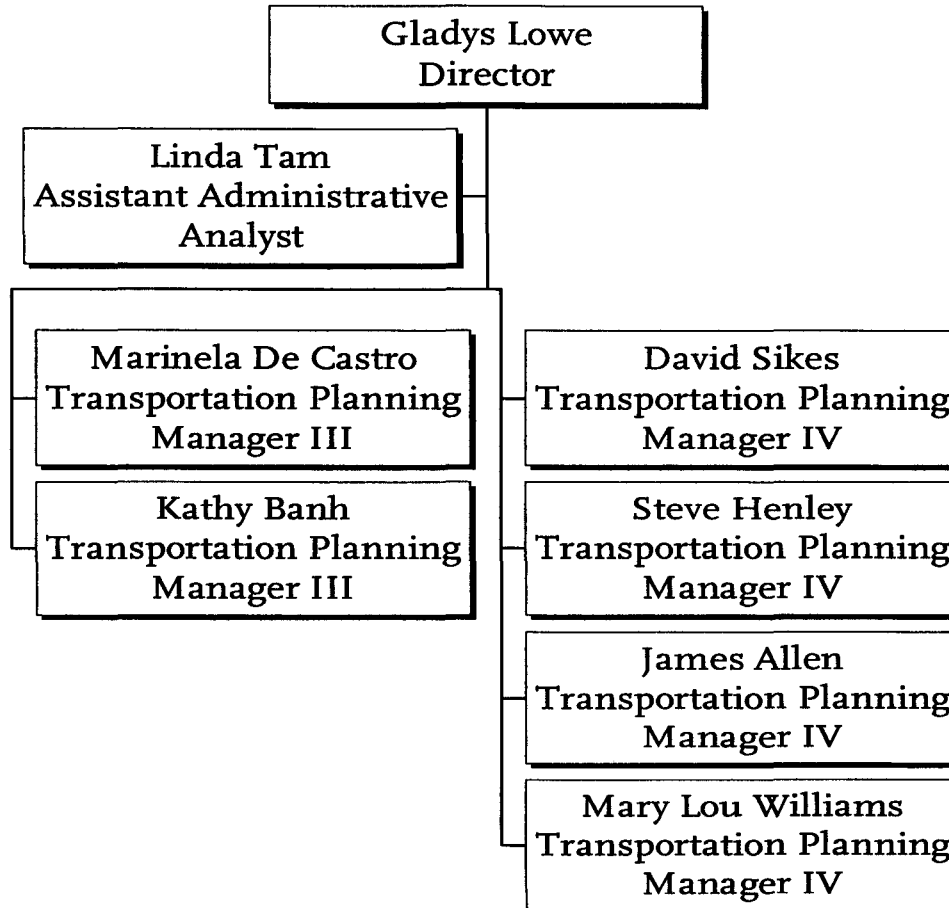 Gladys Lowe
Director
Linda Tam
Assistant Administrative
Analyst
Marinela De Castro
Transportation Planning
Manager III
Kathy Banh
Transportation Planning
Manager III
David Sikes
Transportation Planning
Manager IV
Steve Henley
Transportation Planning
Manager IV
James Allen
Transportation Planning
Manager IV
Mary Lou Williams
Transportation Planning
Manager IV